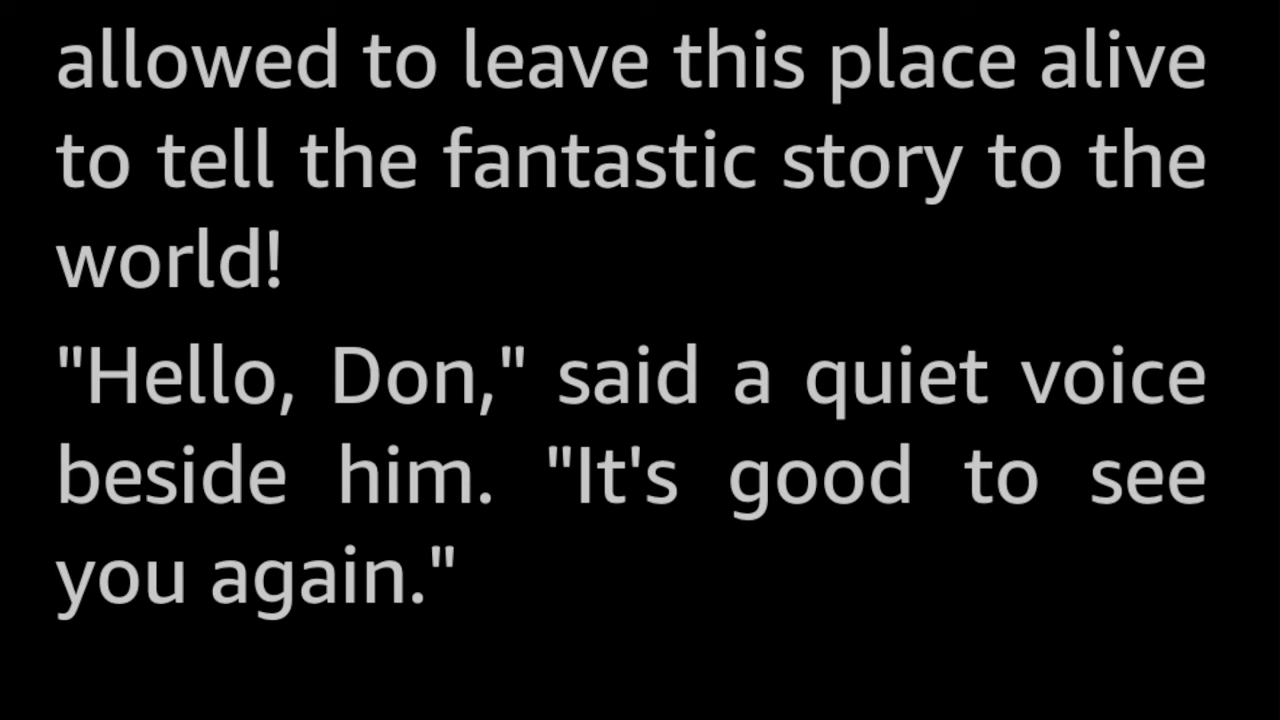 allowed to leave this place alive
to tell the fantastic story to the
world!
"Hello, Don," said a quiet voice
beside him. "It's good to see
you again."